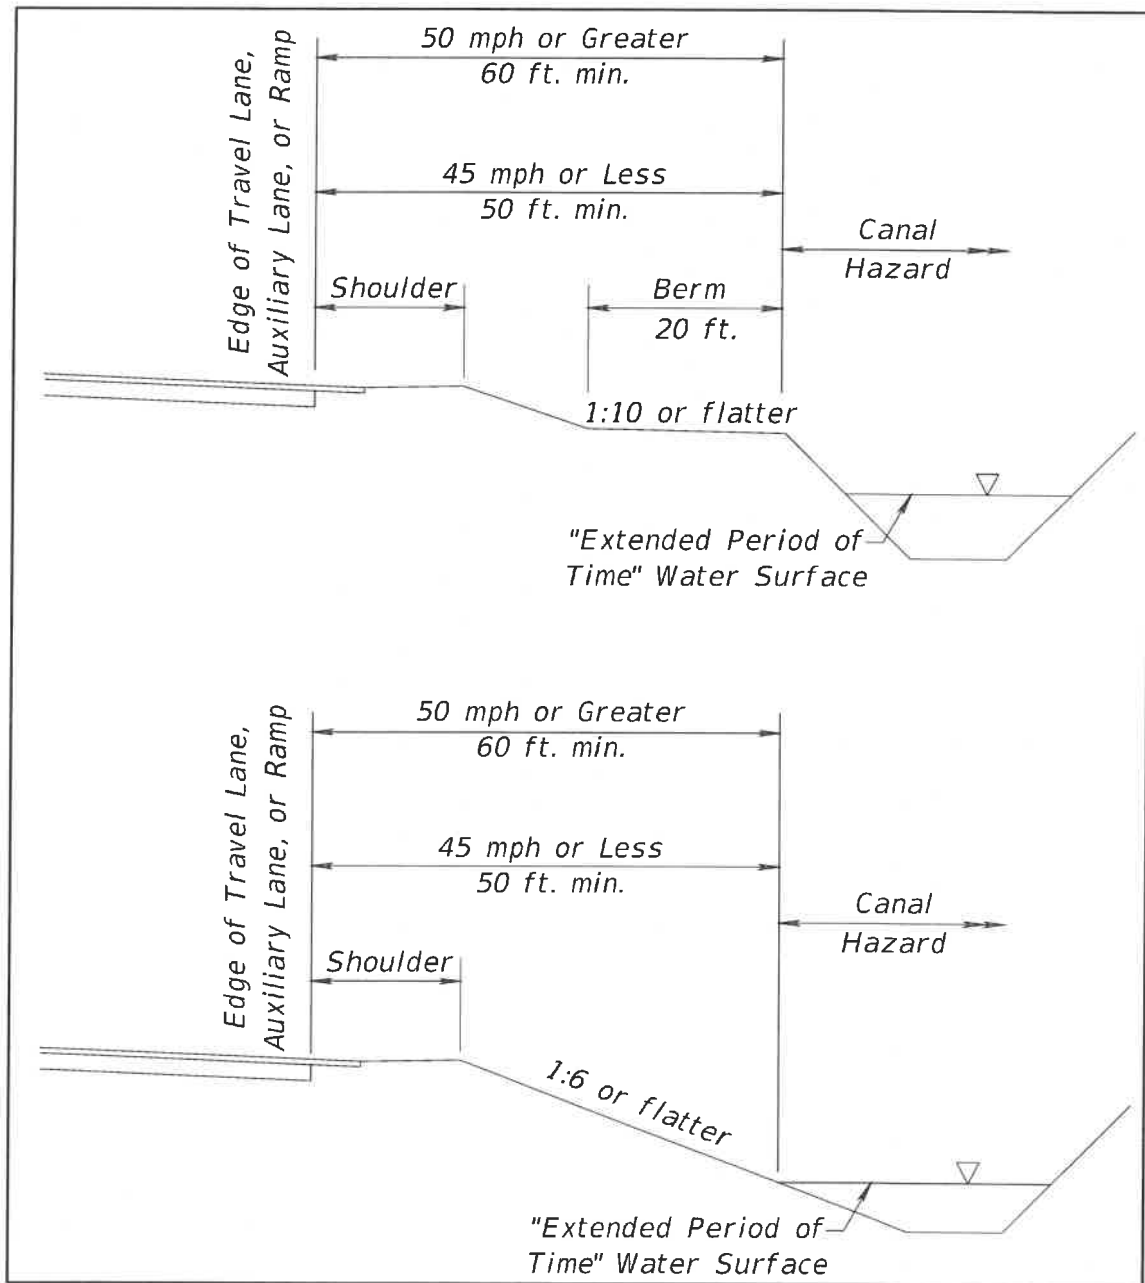 Edge of Travel Lane,
Auxiliary Lane, or Ramp
50 mph or Greater
60 ft. min.
45 mph or Less
50 ft. min.
Canal
Hazard
Shoulder
Berm
20 ft.
1:10 or flatter
"Extended Period of
Time" Water Surface
Edge of Travel Lane,
Auxiliary Lane, or Ramp
50 mph or Greater
60 ft. min.
45 mph or Less
50 ft. min.
Canal
Hazard
Shoulder
1:6 or flatter
"Extended Period of
Time" Water Surface